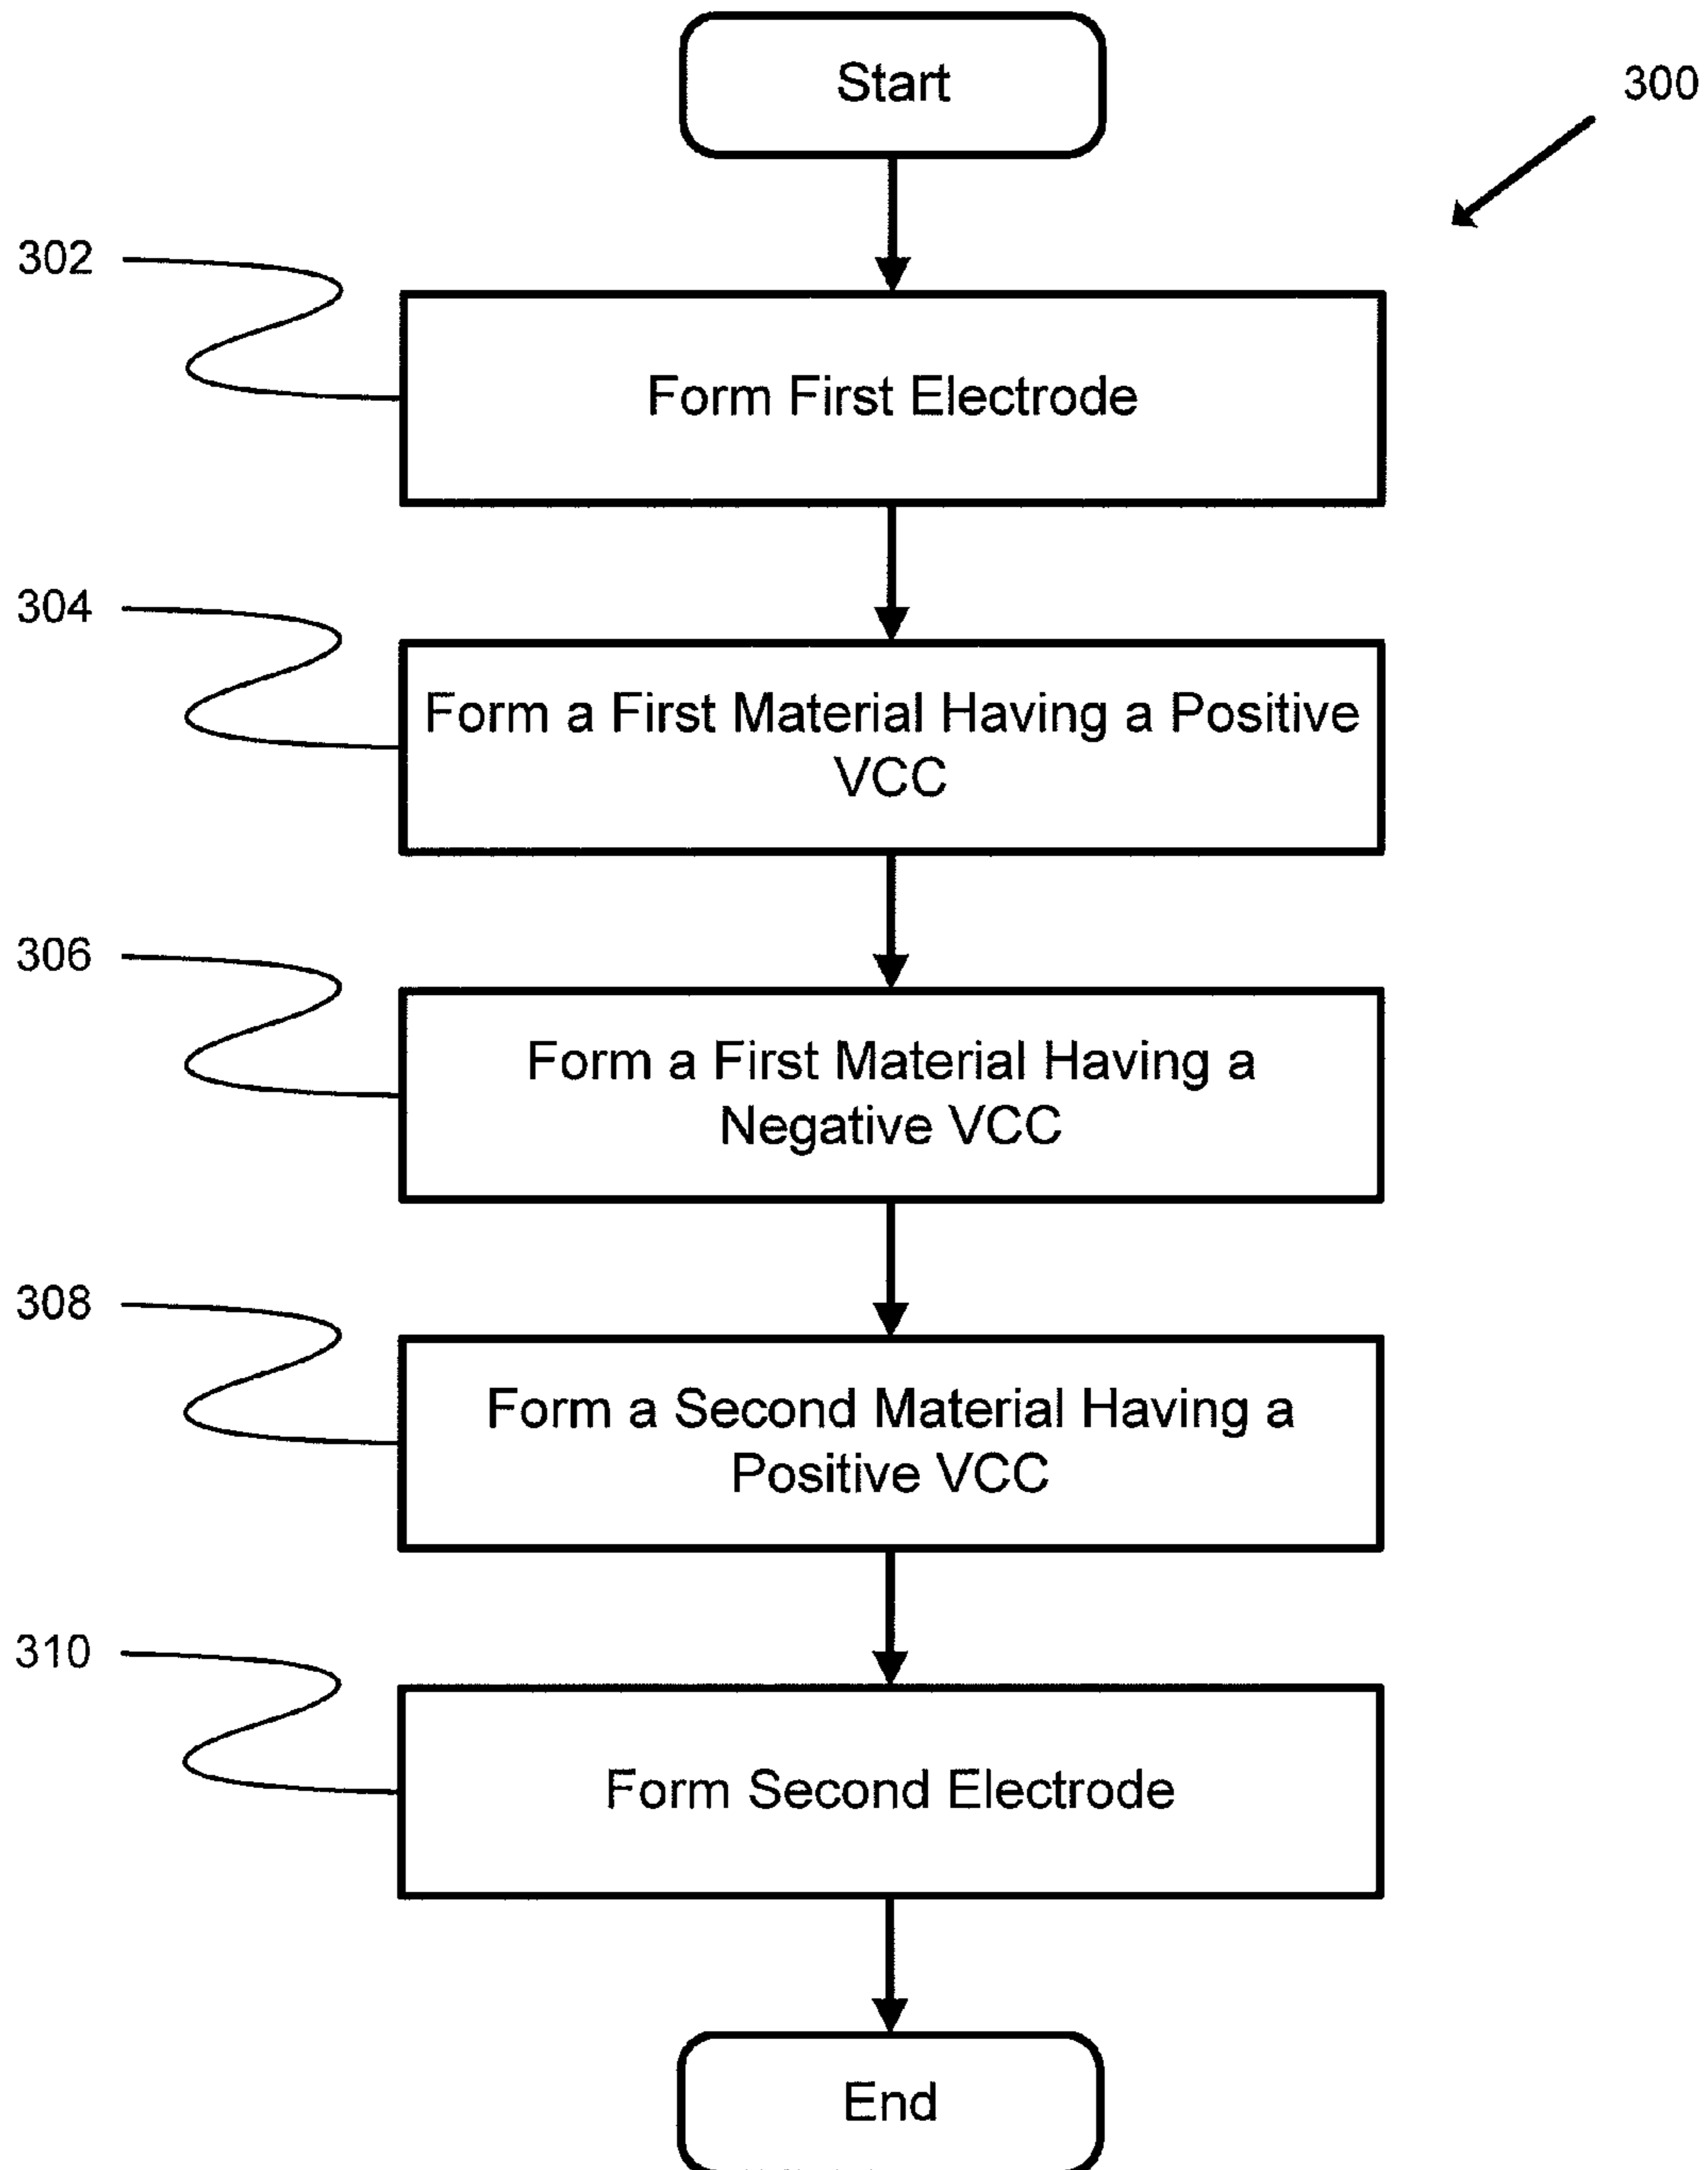 Start
300
302
Form First Electrode
304
Form a First Material Having a Positive
VCC
306
Form a First Material Having a
Negative VCC
308
Form a Second Material Having a
Positive VCC
310
Form Second Electrode
End